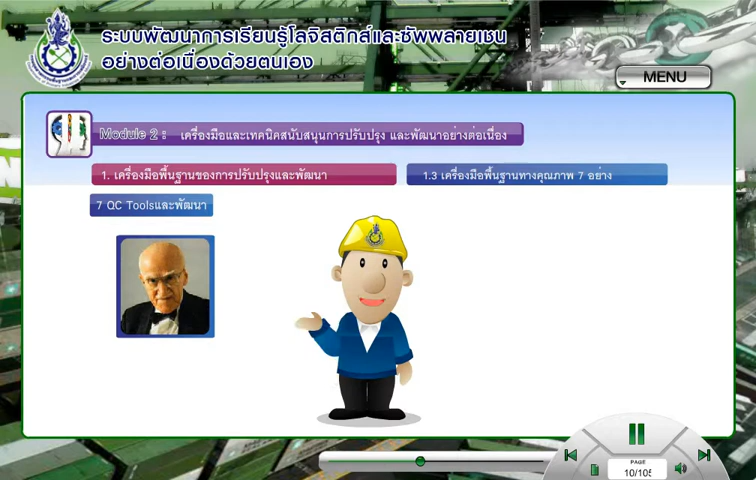 ระบบพัฒนาการเรียนรู้โลจิสติกส์และซัพพลายเชน
อย่างต่อเนื่องด้วยตนเอง
MENU
Module 2 : เครื่องมือและเทคนิคสนับสนุนการปรับปรุง และพัฒนาอย่างต่อเนื่อง
1. เครื่องมือพื้นฐานของการปรับปรุงและพัฒนา
1.3 เครื่องมือพื้นฐานทางคุณภาพ 7 อย่าง
7 QC Toolsและพัฒนา
PAGE
10/105